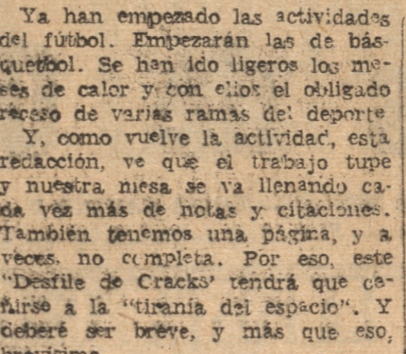 Ya han empezado las actividades
del fútbol. Empezarán las de bás-
quetbol. Se han ido ligeros los me-
ses de calor y con ellos el obligado
receso de varias ramas del deporte
Y, como vuelve la actividad, esta
redacción, ve que el trabajo tupe
y nuestra mesa se va llenando ca-
da vez más de notas y citaciones.
También tenemos una página, y a
veces, no completa. Por eso, este
"Desfile de Cracks' tendrá que ce-
ñirse a la "tiranía del espacio". Y
deberé ser breve, y más que eso,
brevísimo